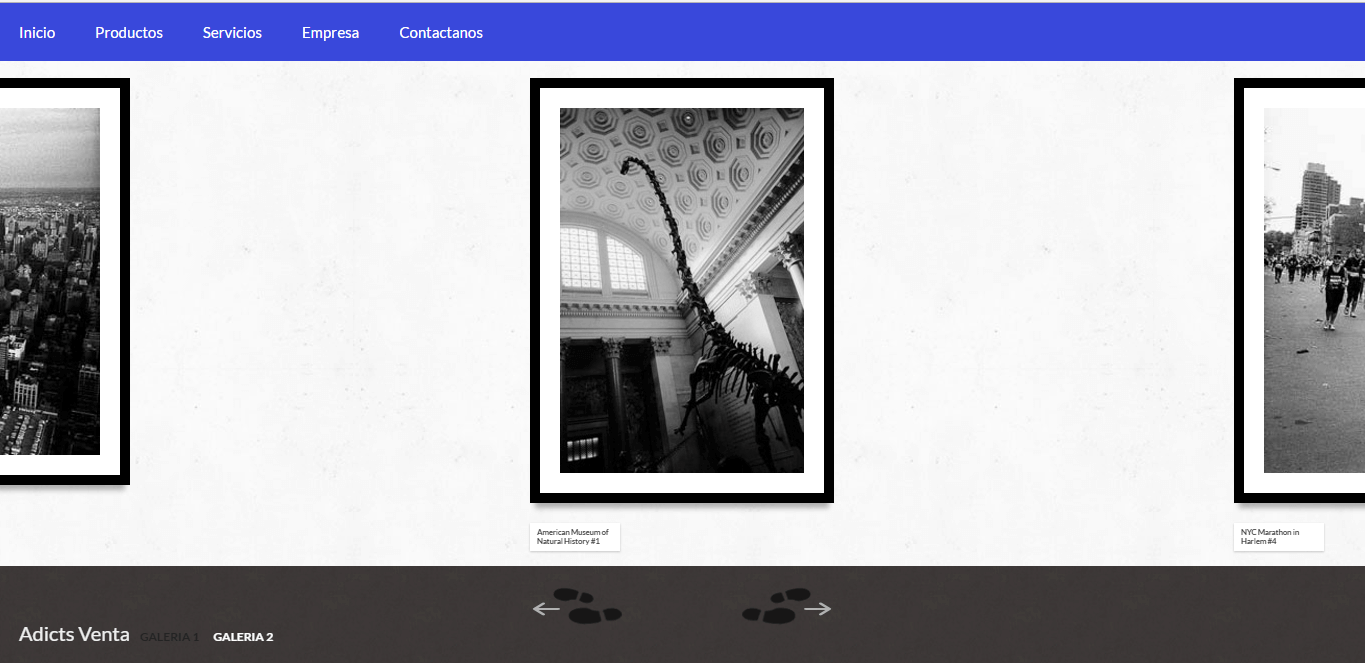 Inicio Productos Servicios Empresa Contactanos
American Museum of
Natural History #1
NYC Marathon in
Harlem #4
Adicts Venta GALERIA 1 GALERIA 2